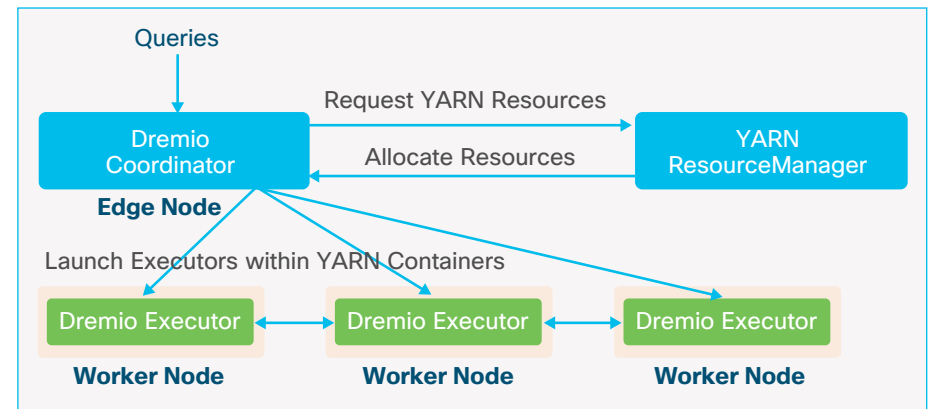 Queries
Request YARN Resources
Dremio
Coordinator
YARN
ResourceManager
Allocate Resources
Edge Node
Launch Executors within YARN Containers
Dremio Executor
Dremio Executor
Dremio Executor
Worker Node
Worker Node
Worker Node